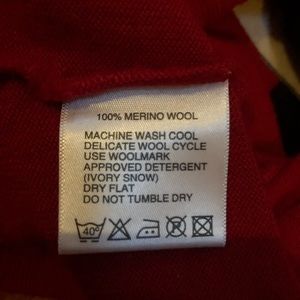 100% MERINO WOOL
MACHINE WASH COOL
DELICATE WOOL CYCLE
USE WOOLMARK
APPROVED DETERGENT
(IVORY SNOW)
DRY FLAT
DO NOT TUMBLE DRY
40°